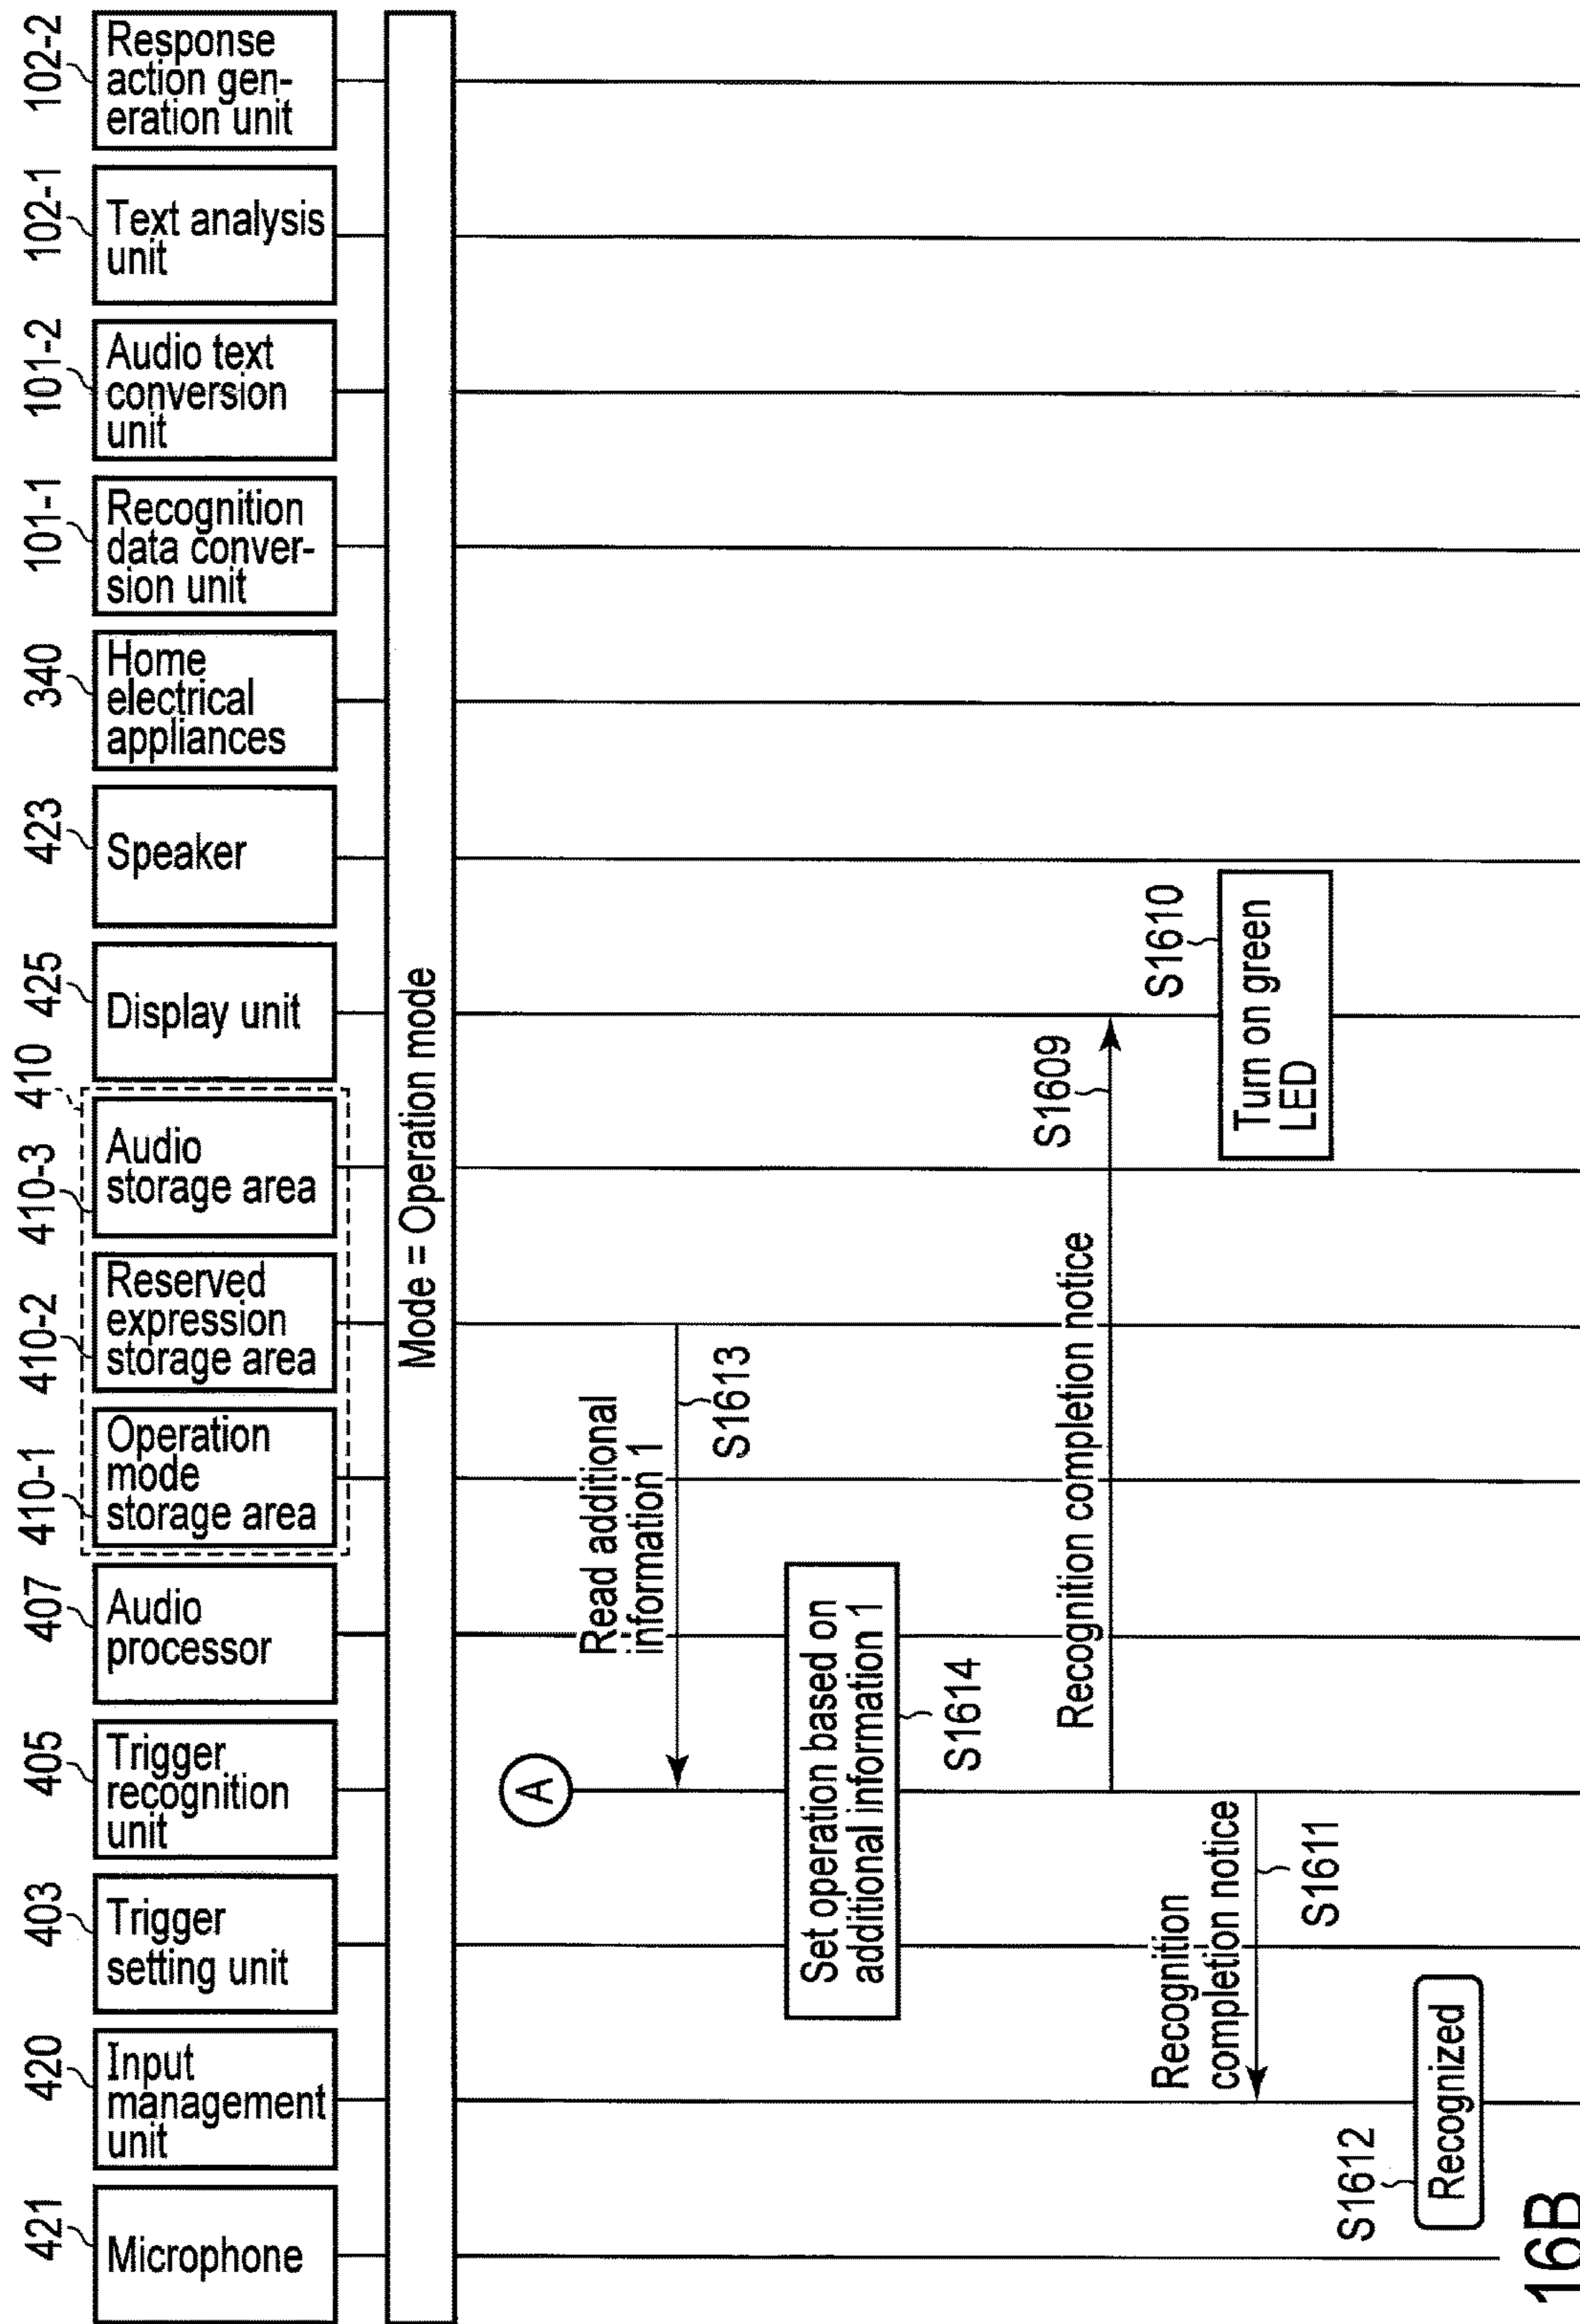 421
Microphone
420
Input
management
unit
403
Trigger
setting unit
405
Trigger
recognition
unit
407
Audio
processor
410-1
Operation
mode
storage area
410-2
Reserved
expression
storage area
410-3
Audio
storage area
410
425
Display unit
423
Speaker
340
Home
electrical
appliances
101-1
Recognition
data conver-
sion unit
101-2
Audio text
conversion
unit
102-1
Text analysis
unit
102-2
Response
action gen-
eration unit
Mode = Operation mode
A
Read additional
information 1
S1613
Set operation based on
additional information 1
S1614
Recognition completion notice
S1609
S1610
Turn on green
LED
Recognition
completion notice
S1611
S1612
Recognized
16B